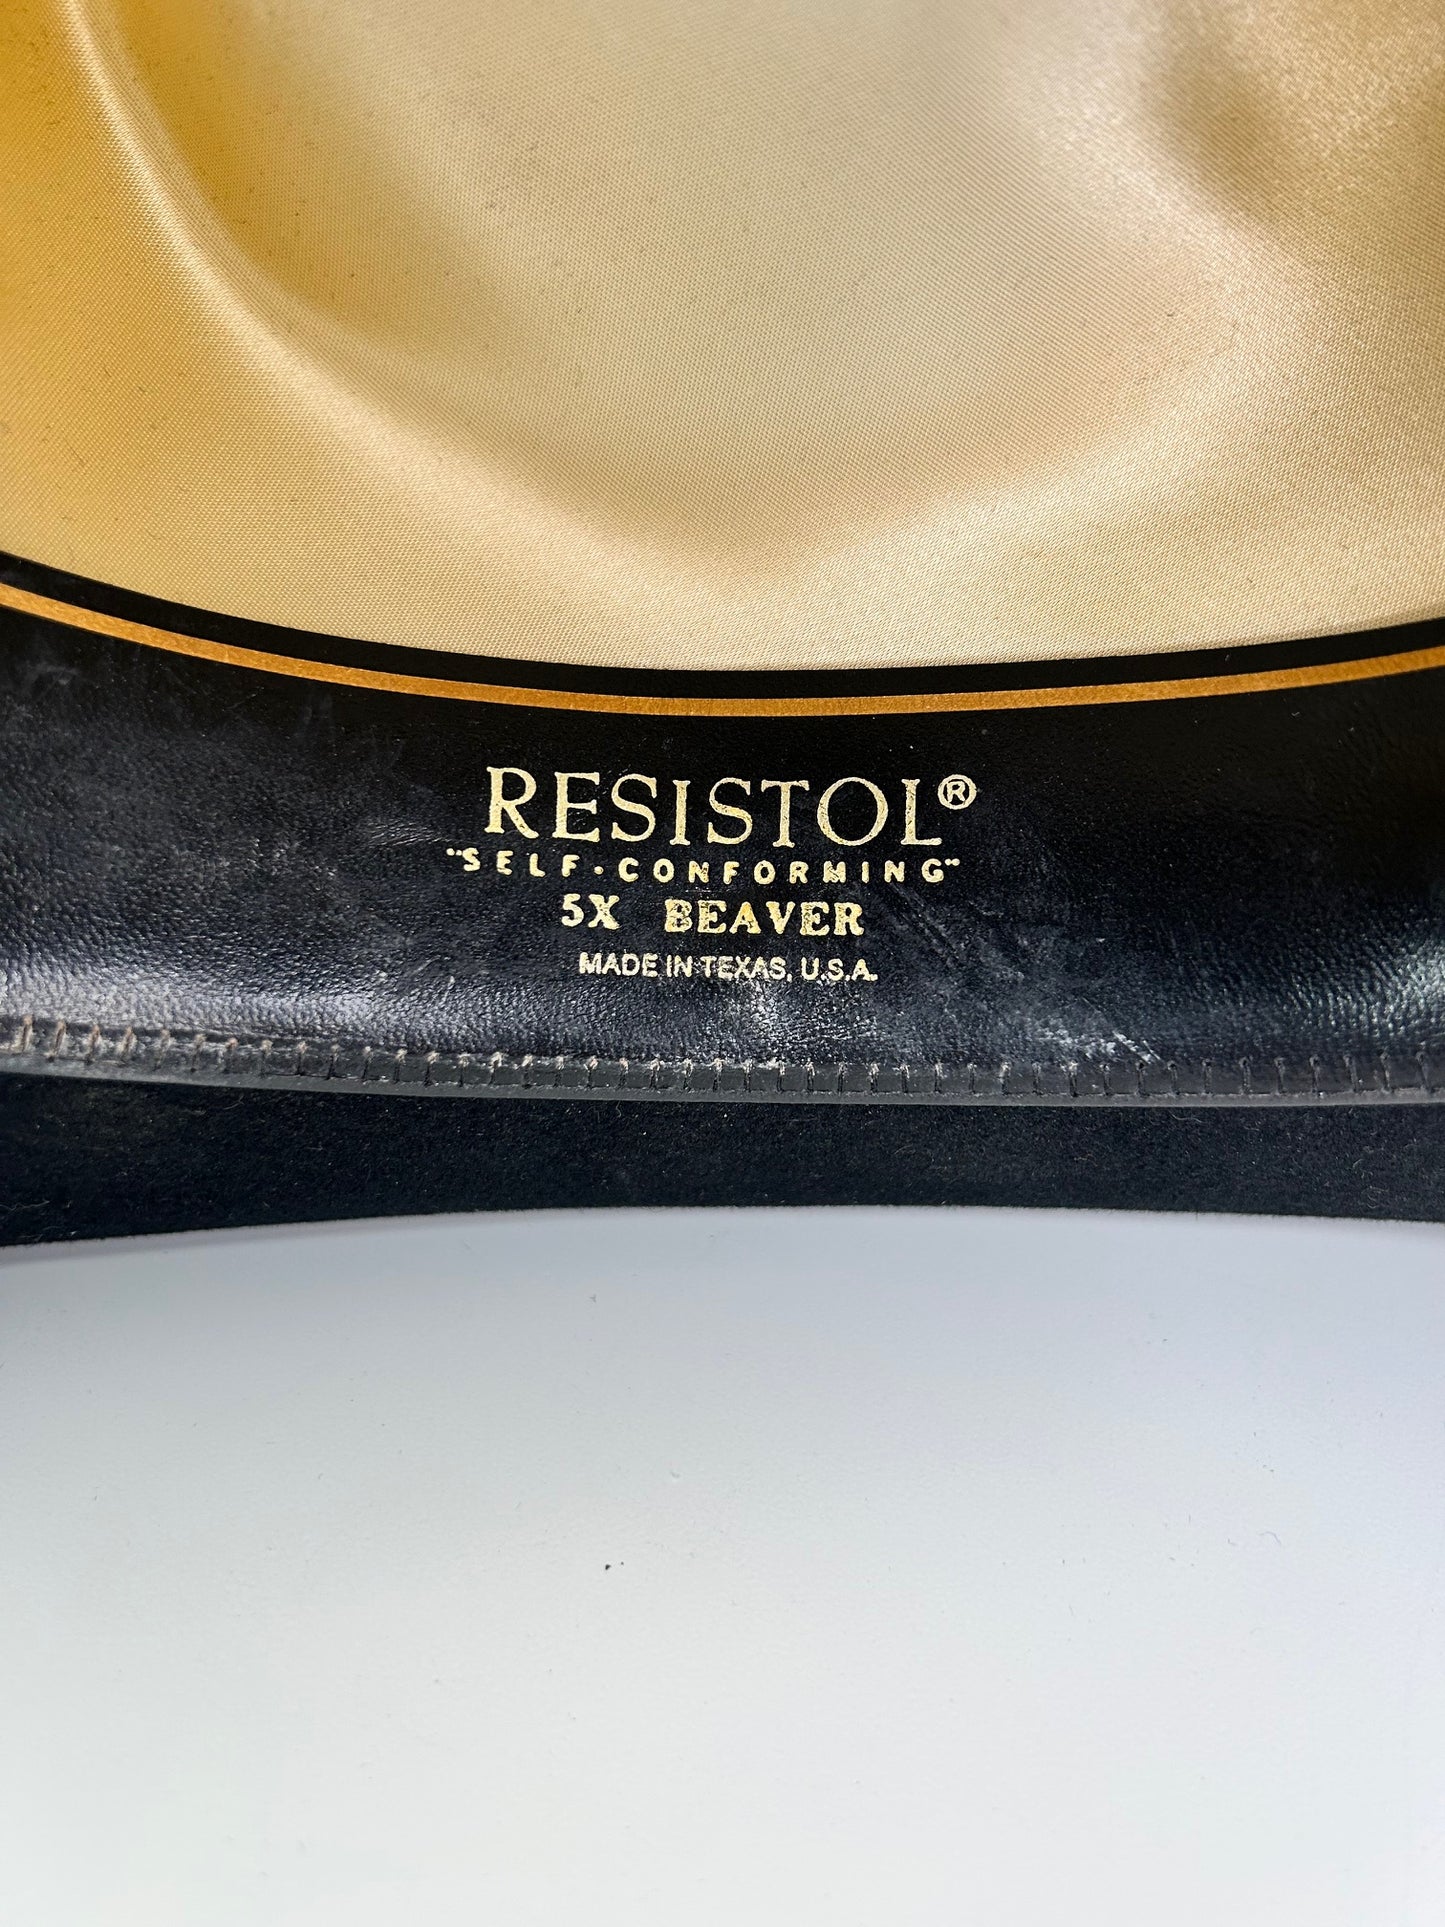 RESISTOL®
"SELF-CONFORMING"
5X BEAVER
MADE IN TEXAS, U.S.A.